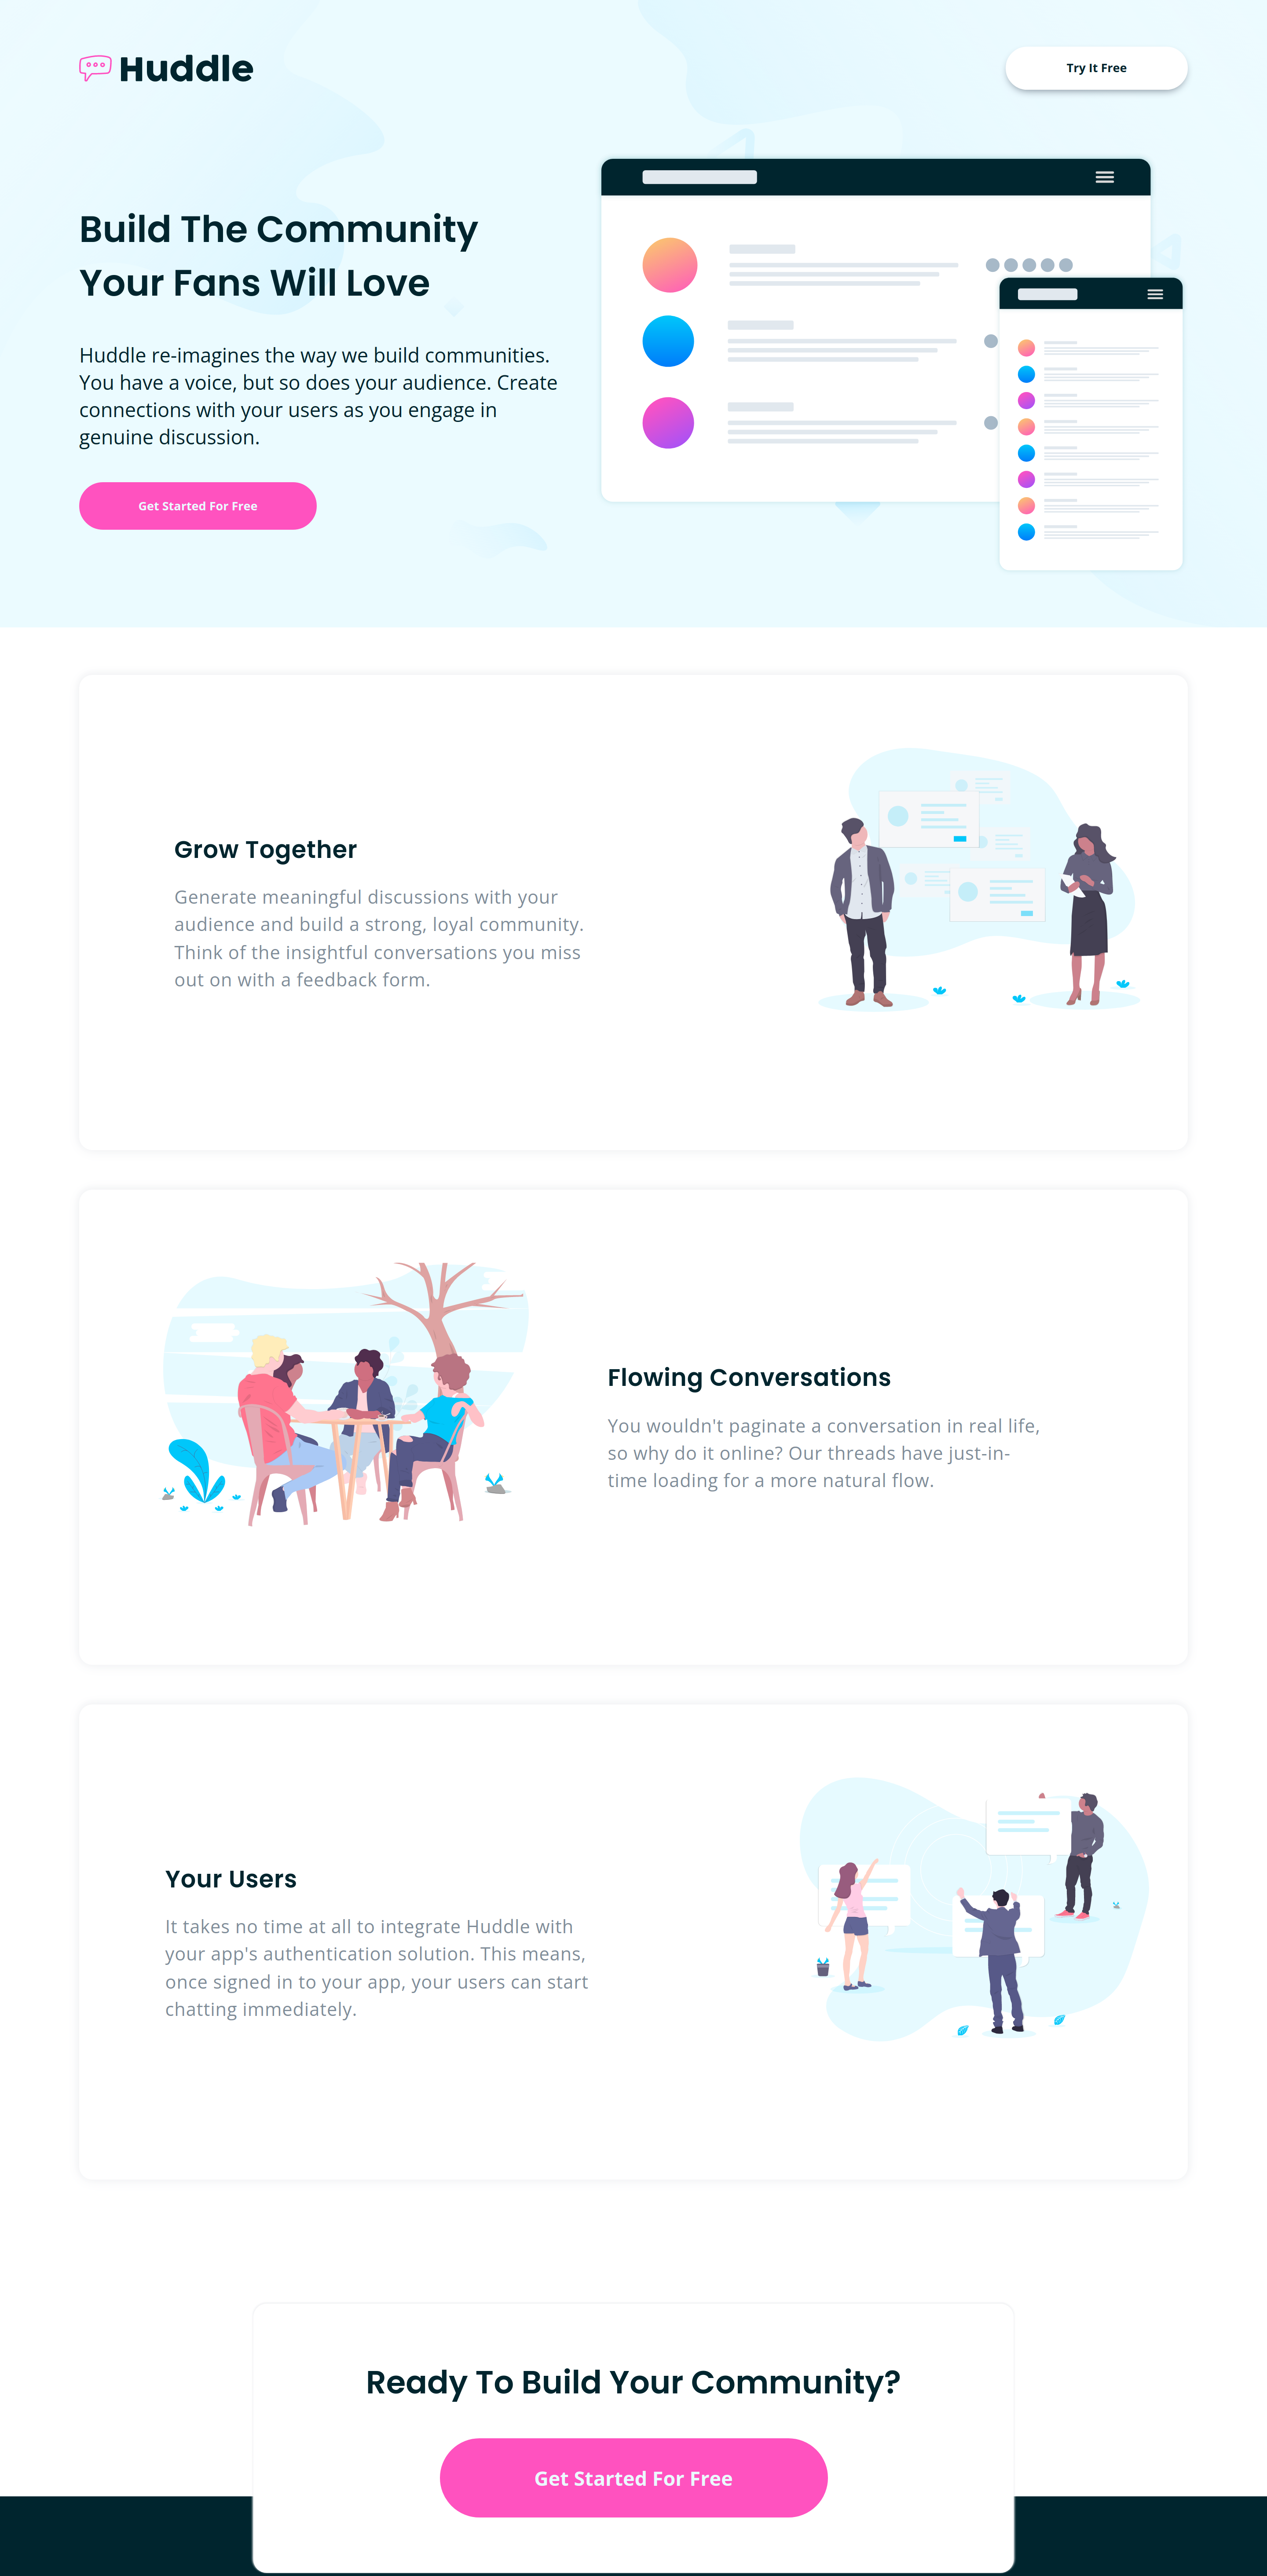 Huddle
Try It Free
Build The Community
Your Fans Will Love
Huddle re-imagines the way we build communities.
You have a voice, but so does your audience. Create
connections with your users as you engage in
genuine discussion.
Get Started For Free
Grow Together
Generate meaningful discussions with your
audience and build a strong, loyal community.
Think of the insightful conversations you miss
out on with a feedback form.
Flowing Conversations
You wouldn't paginate a conversation in real life,
so why do it online? Our threads have just-in-
time loading for a more natural flow.
Your Users
It takes no time at all to integrate Huddle with
your app's authentication solution. This means,
once signed in to your app, your users can start
chatting immediately.
Ready To Build Your Community?
Get Started For Free